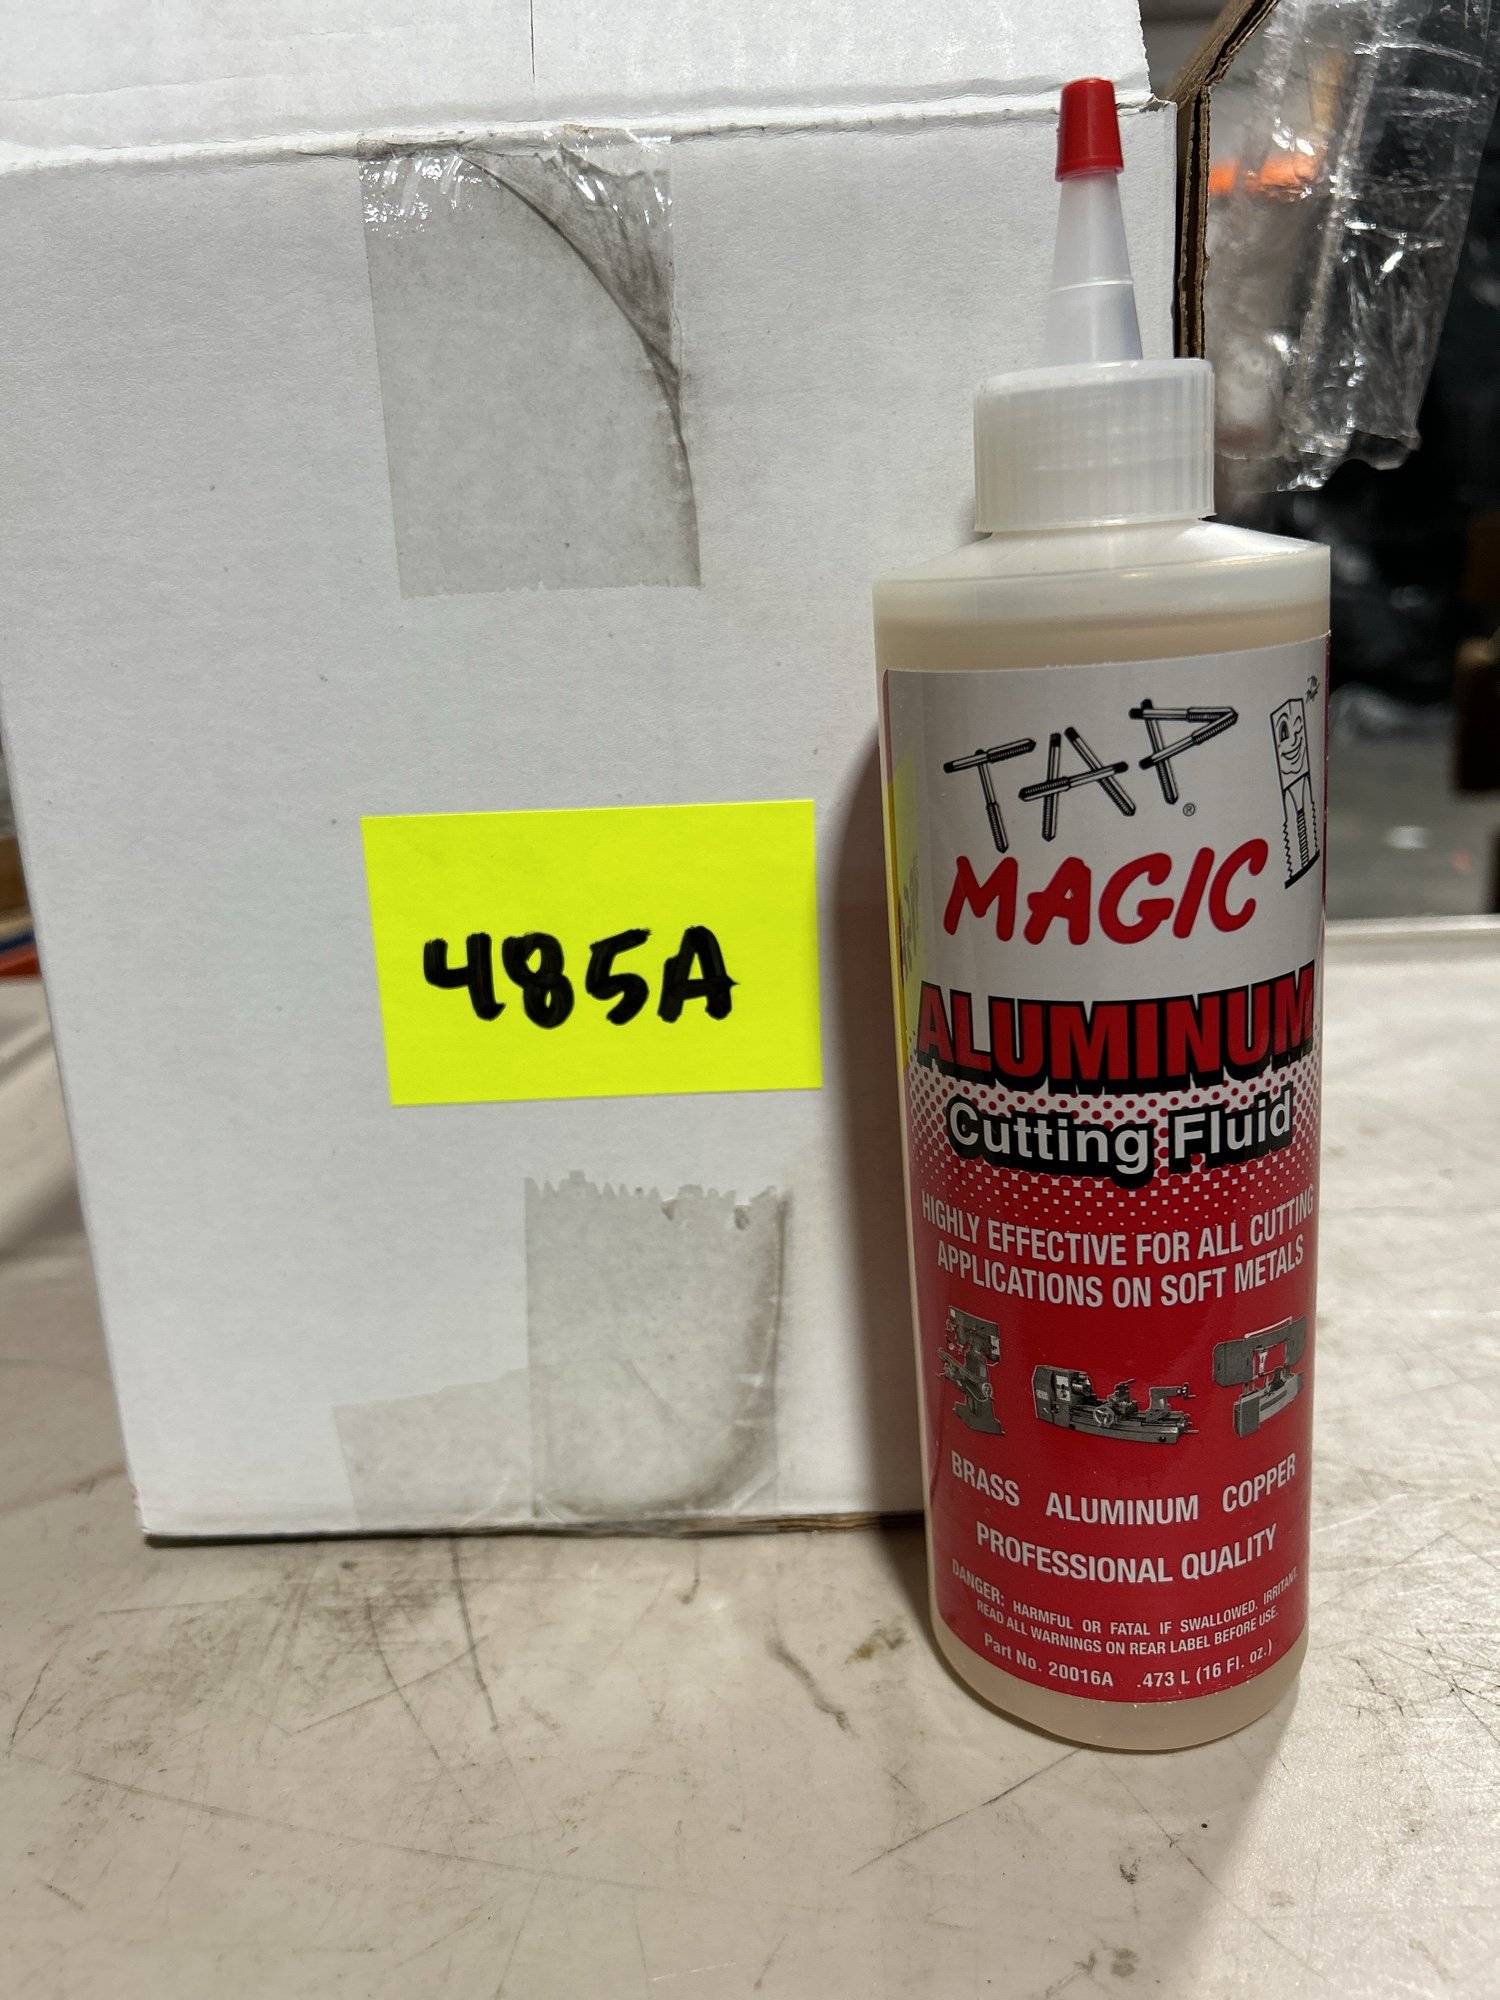 485A
TAP®
MAGIC
ALUMINUM
Cutting Fluid
HIGHLY EFFECTIVE FOR ALL CUTTING
APPLICATIONS ON SOFT METALS
BRASS ALUMINUM COPPER
PROFESSIONAL QUALITY
DANGER: HARMFUL OR FATAL IF SWALLOWED. IRRITANT.
READ ALL WARNINGS ON REAR LABEL BEFORE USE.
Part No. 20016A .473 L (16 Fl. oz.)